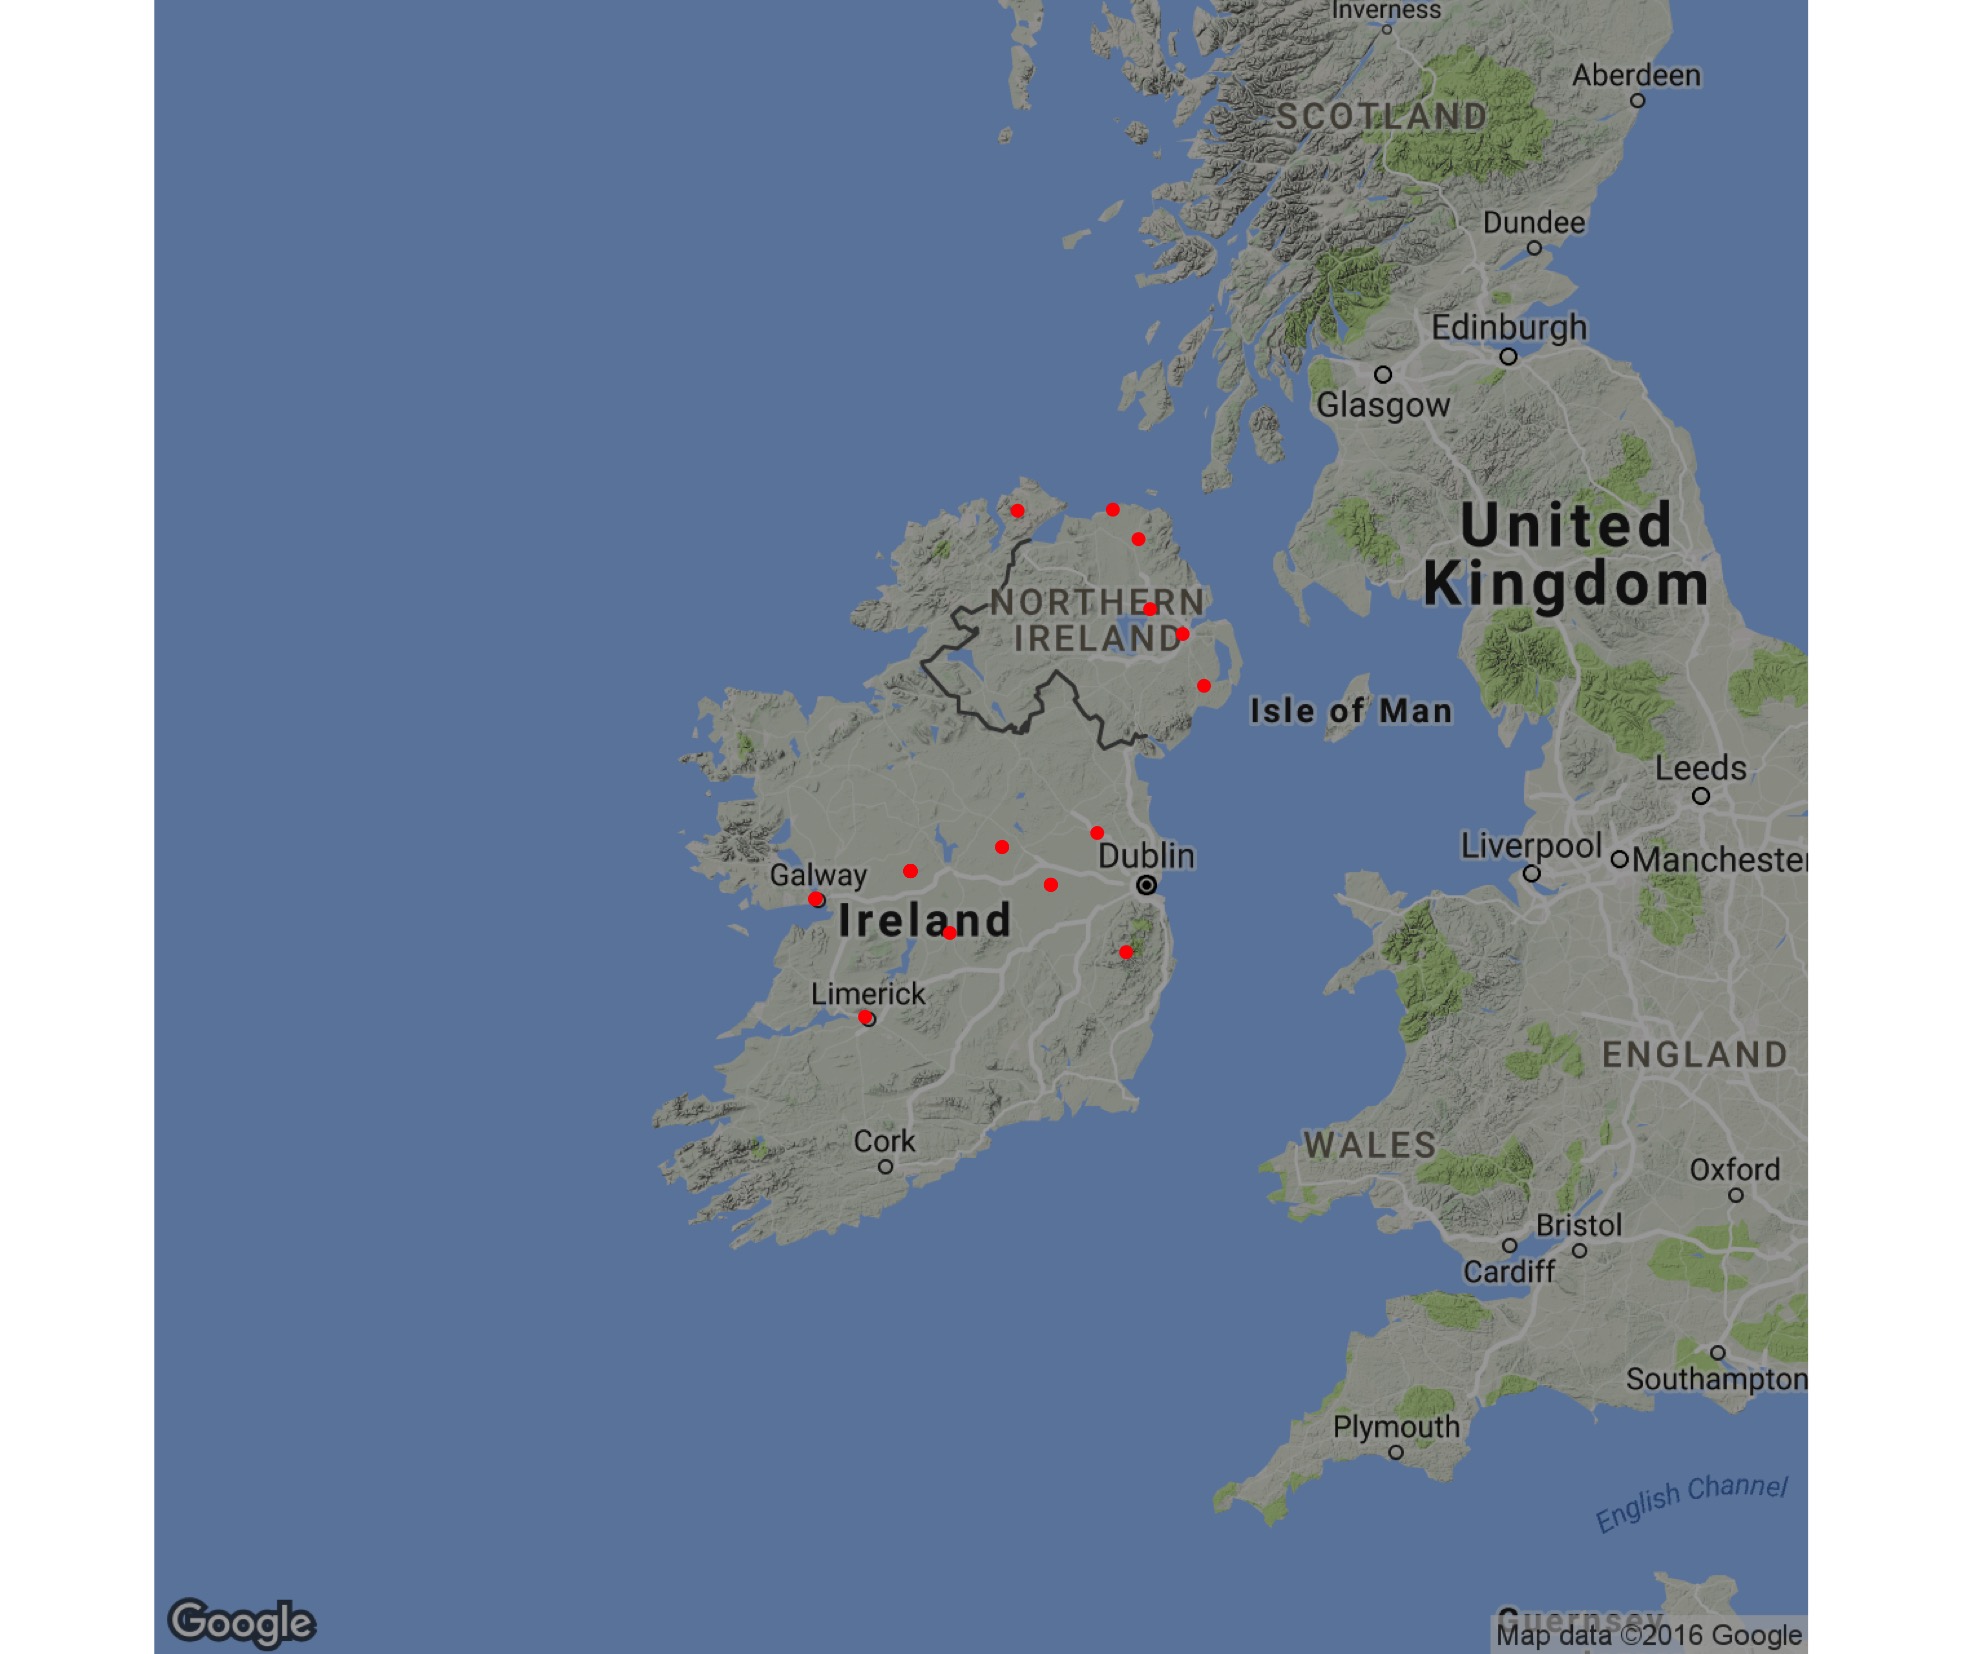 Inverness
Aberdeen
SCOTLAND
Dundee
Edinburgh
Glasgow
United
Kingdom
NORTHERN
IRELAND
Isle of Man
Leeds
Liverpool
Manchester
Dublin
Galway
Ireland
Limerick
ENGLAND
Cork
WALES
Oxford
Bristol
Cardiff
Southampton
Plymouth
English Channel
Guernsey
Google
Map data ©2016 Google